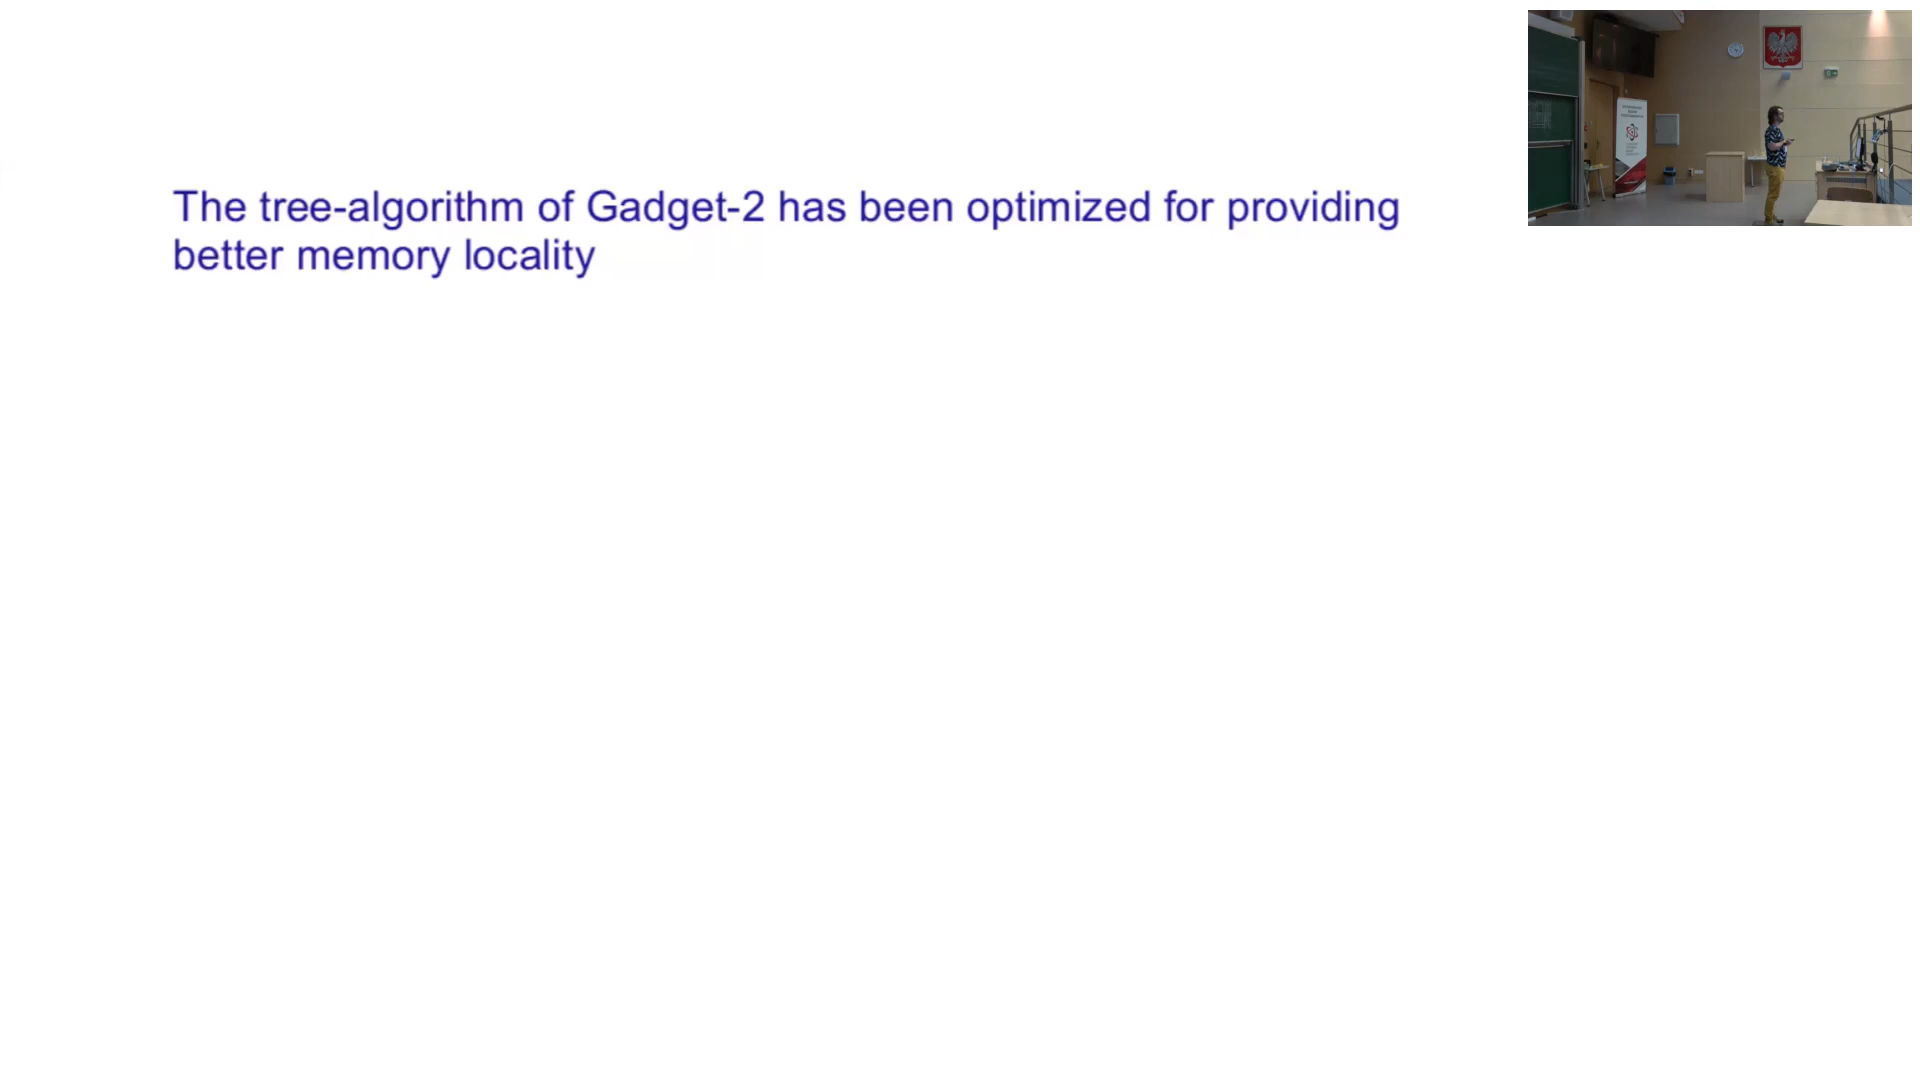 The tree-algorithm of Gadget-2 has been optimized for providing
better memory locality